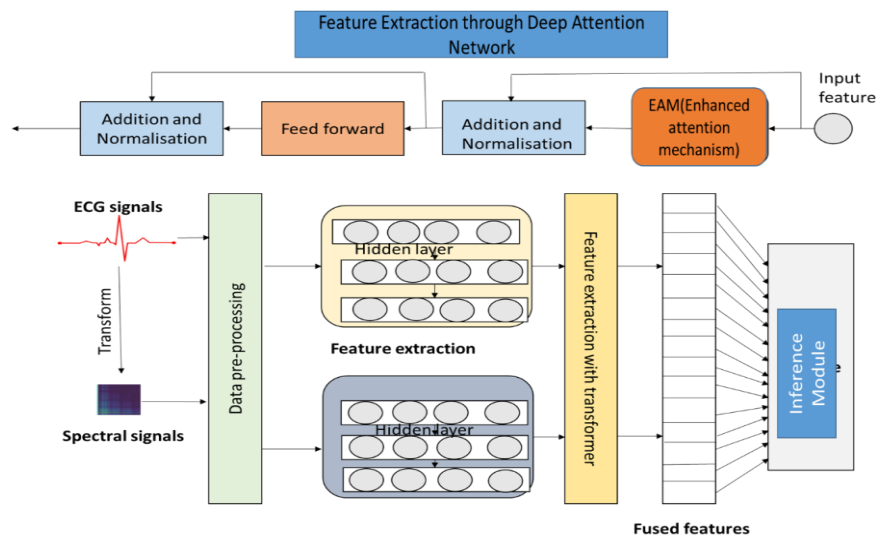 Feature Extraction through Deep Attention
Network
Input
feature
Addition and
Normalisation
Feed forward
Addition and
Normalisation
EAM(Enhanced
attention
mechanism)
ECG signals
Transform
Spectral signals
Data pre-processing
Hidden layer
Feature extraction
Hidden layer
Feature extraction with transformer
Fused features
Inference
Module